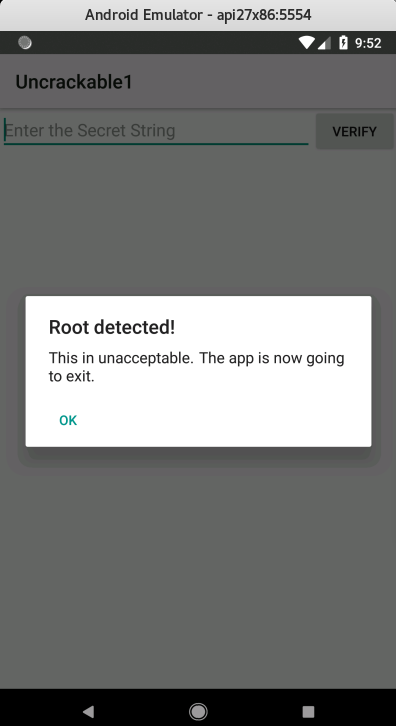 Android Emulator - api27x86:5554
9:52
Uncrackable1
Enter the Secret String
VERIFY
Root detected!
This in unacceptable. The app is now going
to exit.
OK